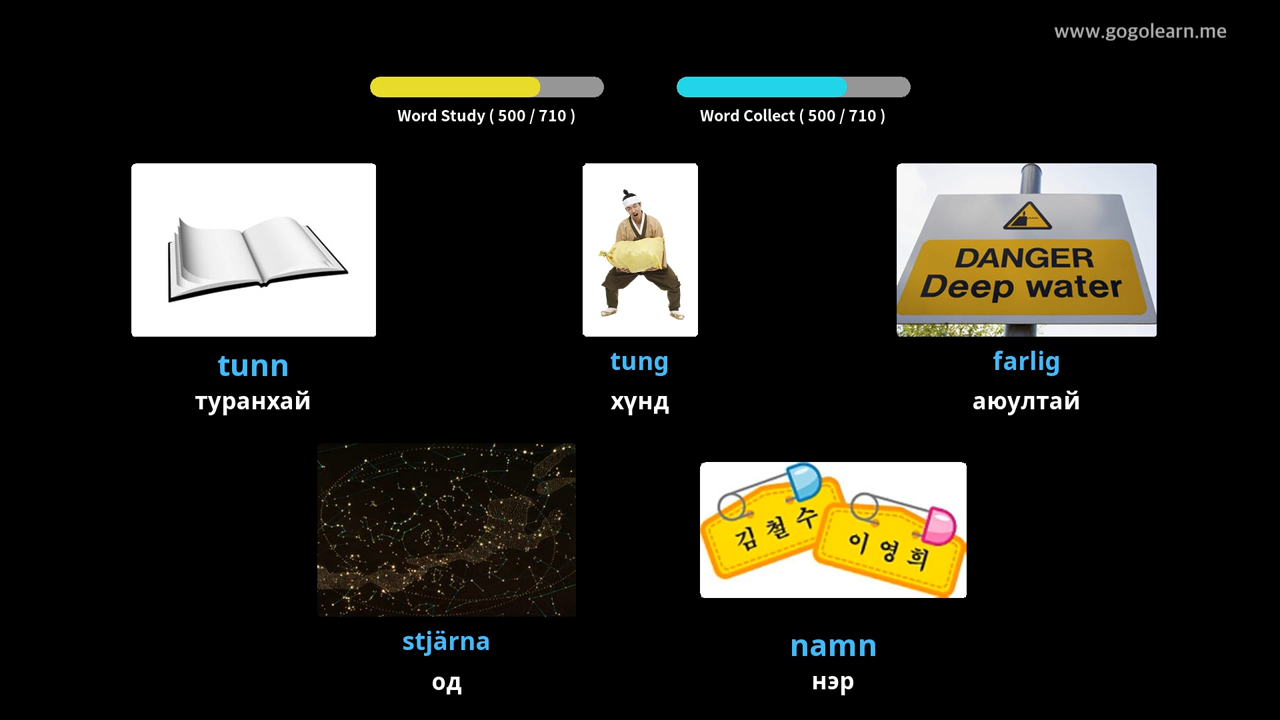 www.gogolearn.me
Word Study ( 500 / 710 )
Word Collect ( 500 / 710 )
DANGER
Deep water
tunn
туранхай
tung
хүнд
farlig
аюултай
김철수
이영희
stjärna
од
namn
нэр